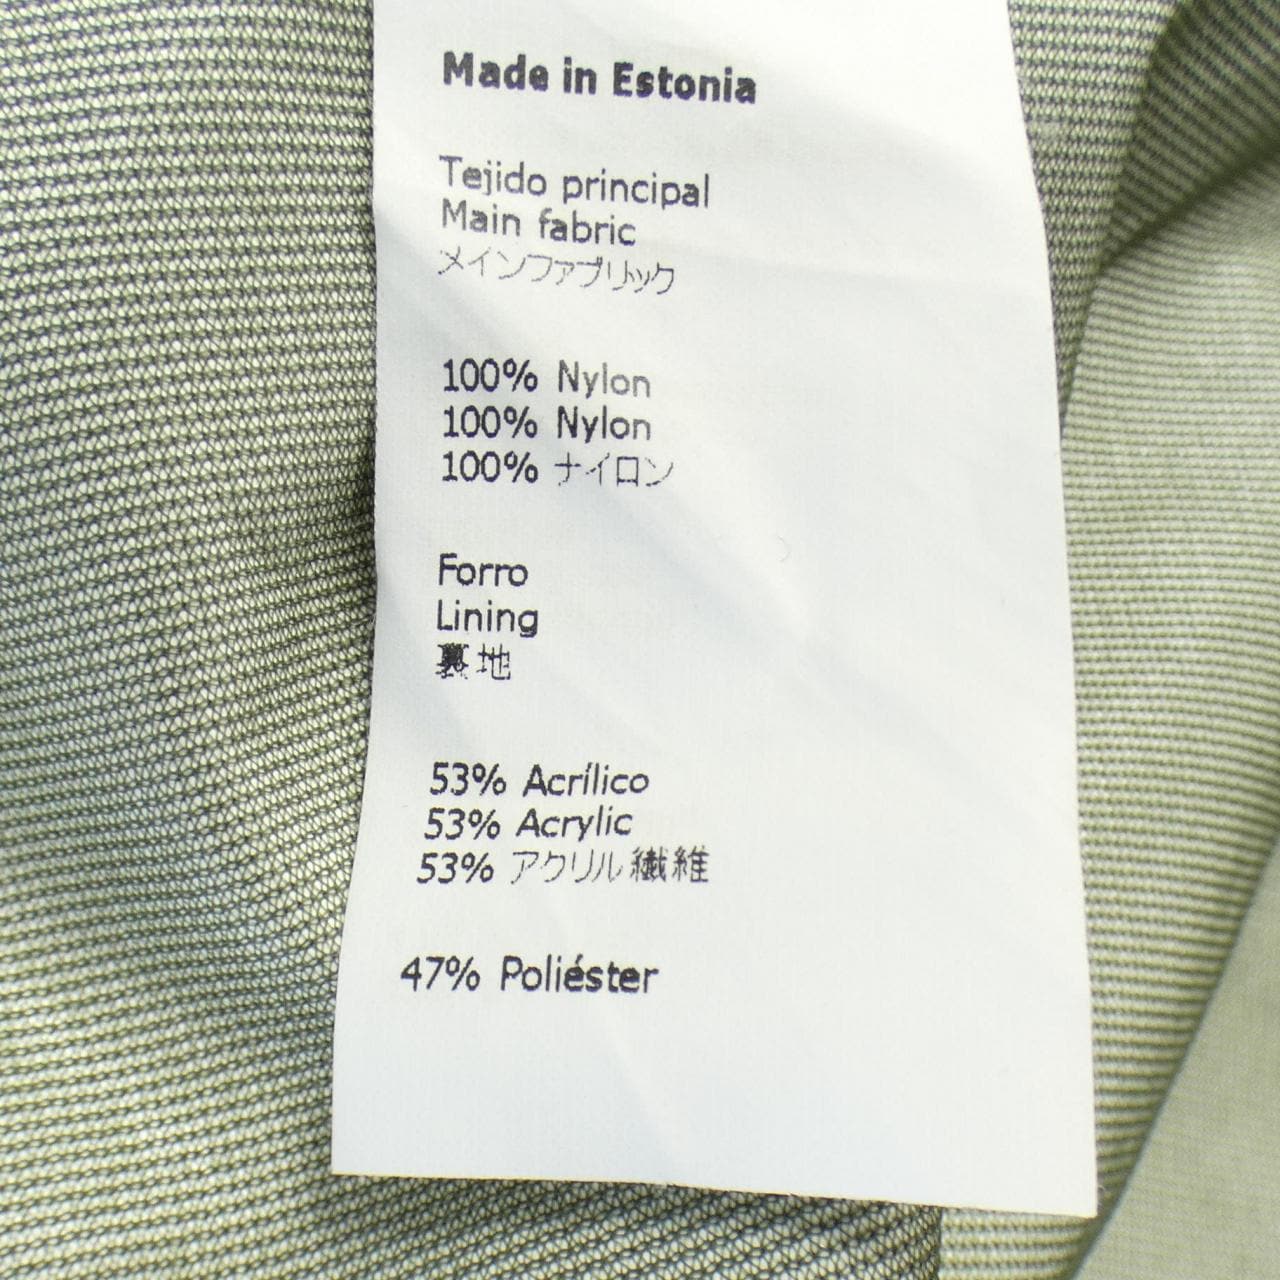 Made in Estonia
Tejido principal
Main fabric
メインファブリック
100% Nylon
100% Nylon
100% ナイロン
Forro
Lining
裏地
53% Acrílico
53% Acrylic
53% アクリル繊維
47% Poliéster